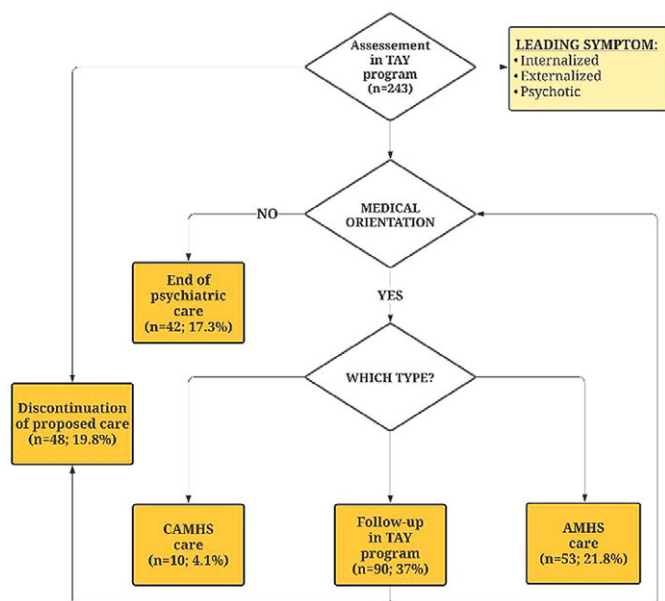 Assessement
in TAY
program
(n=243)
LEADING SYMPTOM:
• Internalized
• Externalized
• Psychotic
MEDICAL
ORIENTATION
NO
End of
psychiatric
care
(n=42; 17.3%)
YES
WHICH TYPE?
Discontinuation
of proposed care
(n=48; 19.8%)
CAMHS
care
(n=10; 4.1%)
Follow-up
in TAY
program
(n=90; 37%)
AMHS
care
(n=53; 21.8%)